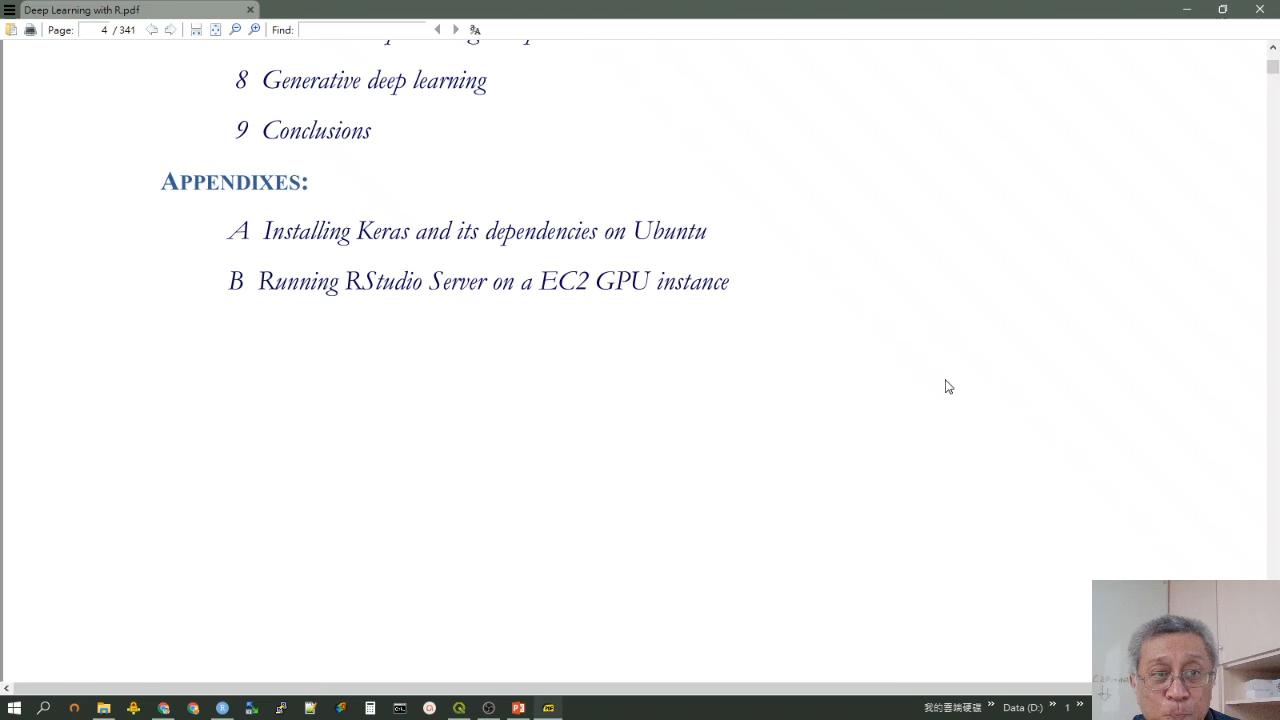 Deep Learning with R.pdf
Page: 4 / 341 Find:
8 Generative deep learning
9 Conclusions
APPENDIXES:
A Installing Keras and its dependencies on Ubuntu
B Running RStudio Server on a EC2 GPU instance
我的雲端硬碟 » Data (D:) » 1 »